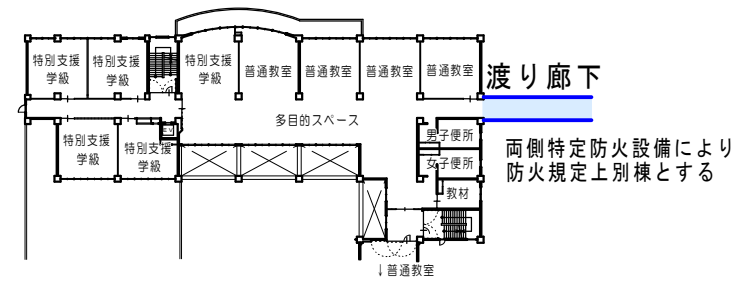 特別支援
学級
特別支援
学級
特別支援
学級
普通教室
普通教室
普通教室
普通教室
渡り廊下
多目的スペース
EV
男子便所
特別支援
学級
特別支援
学級
女子便所
両側特定防火設備により
防火規定上別棟とする
教材
↓普通教室